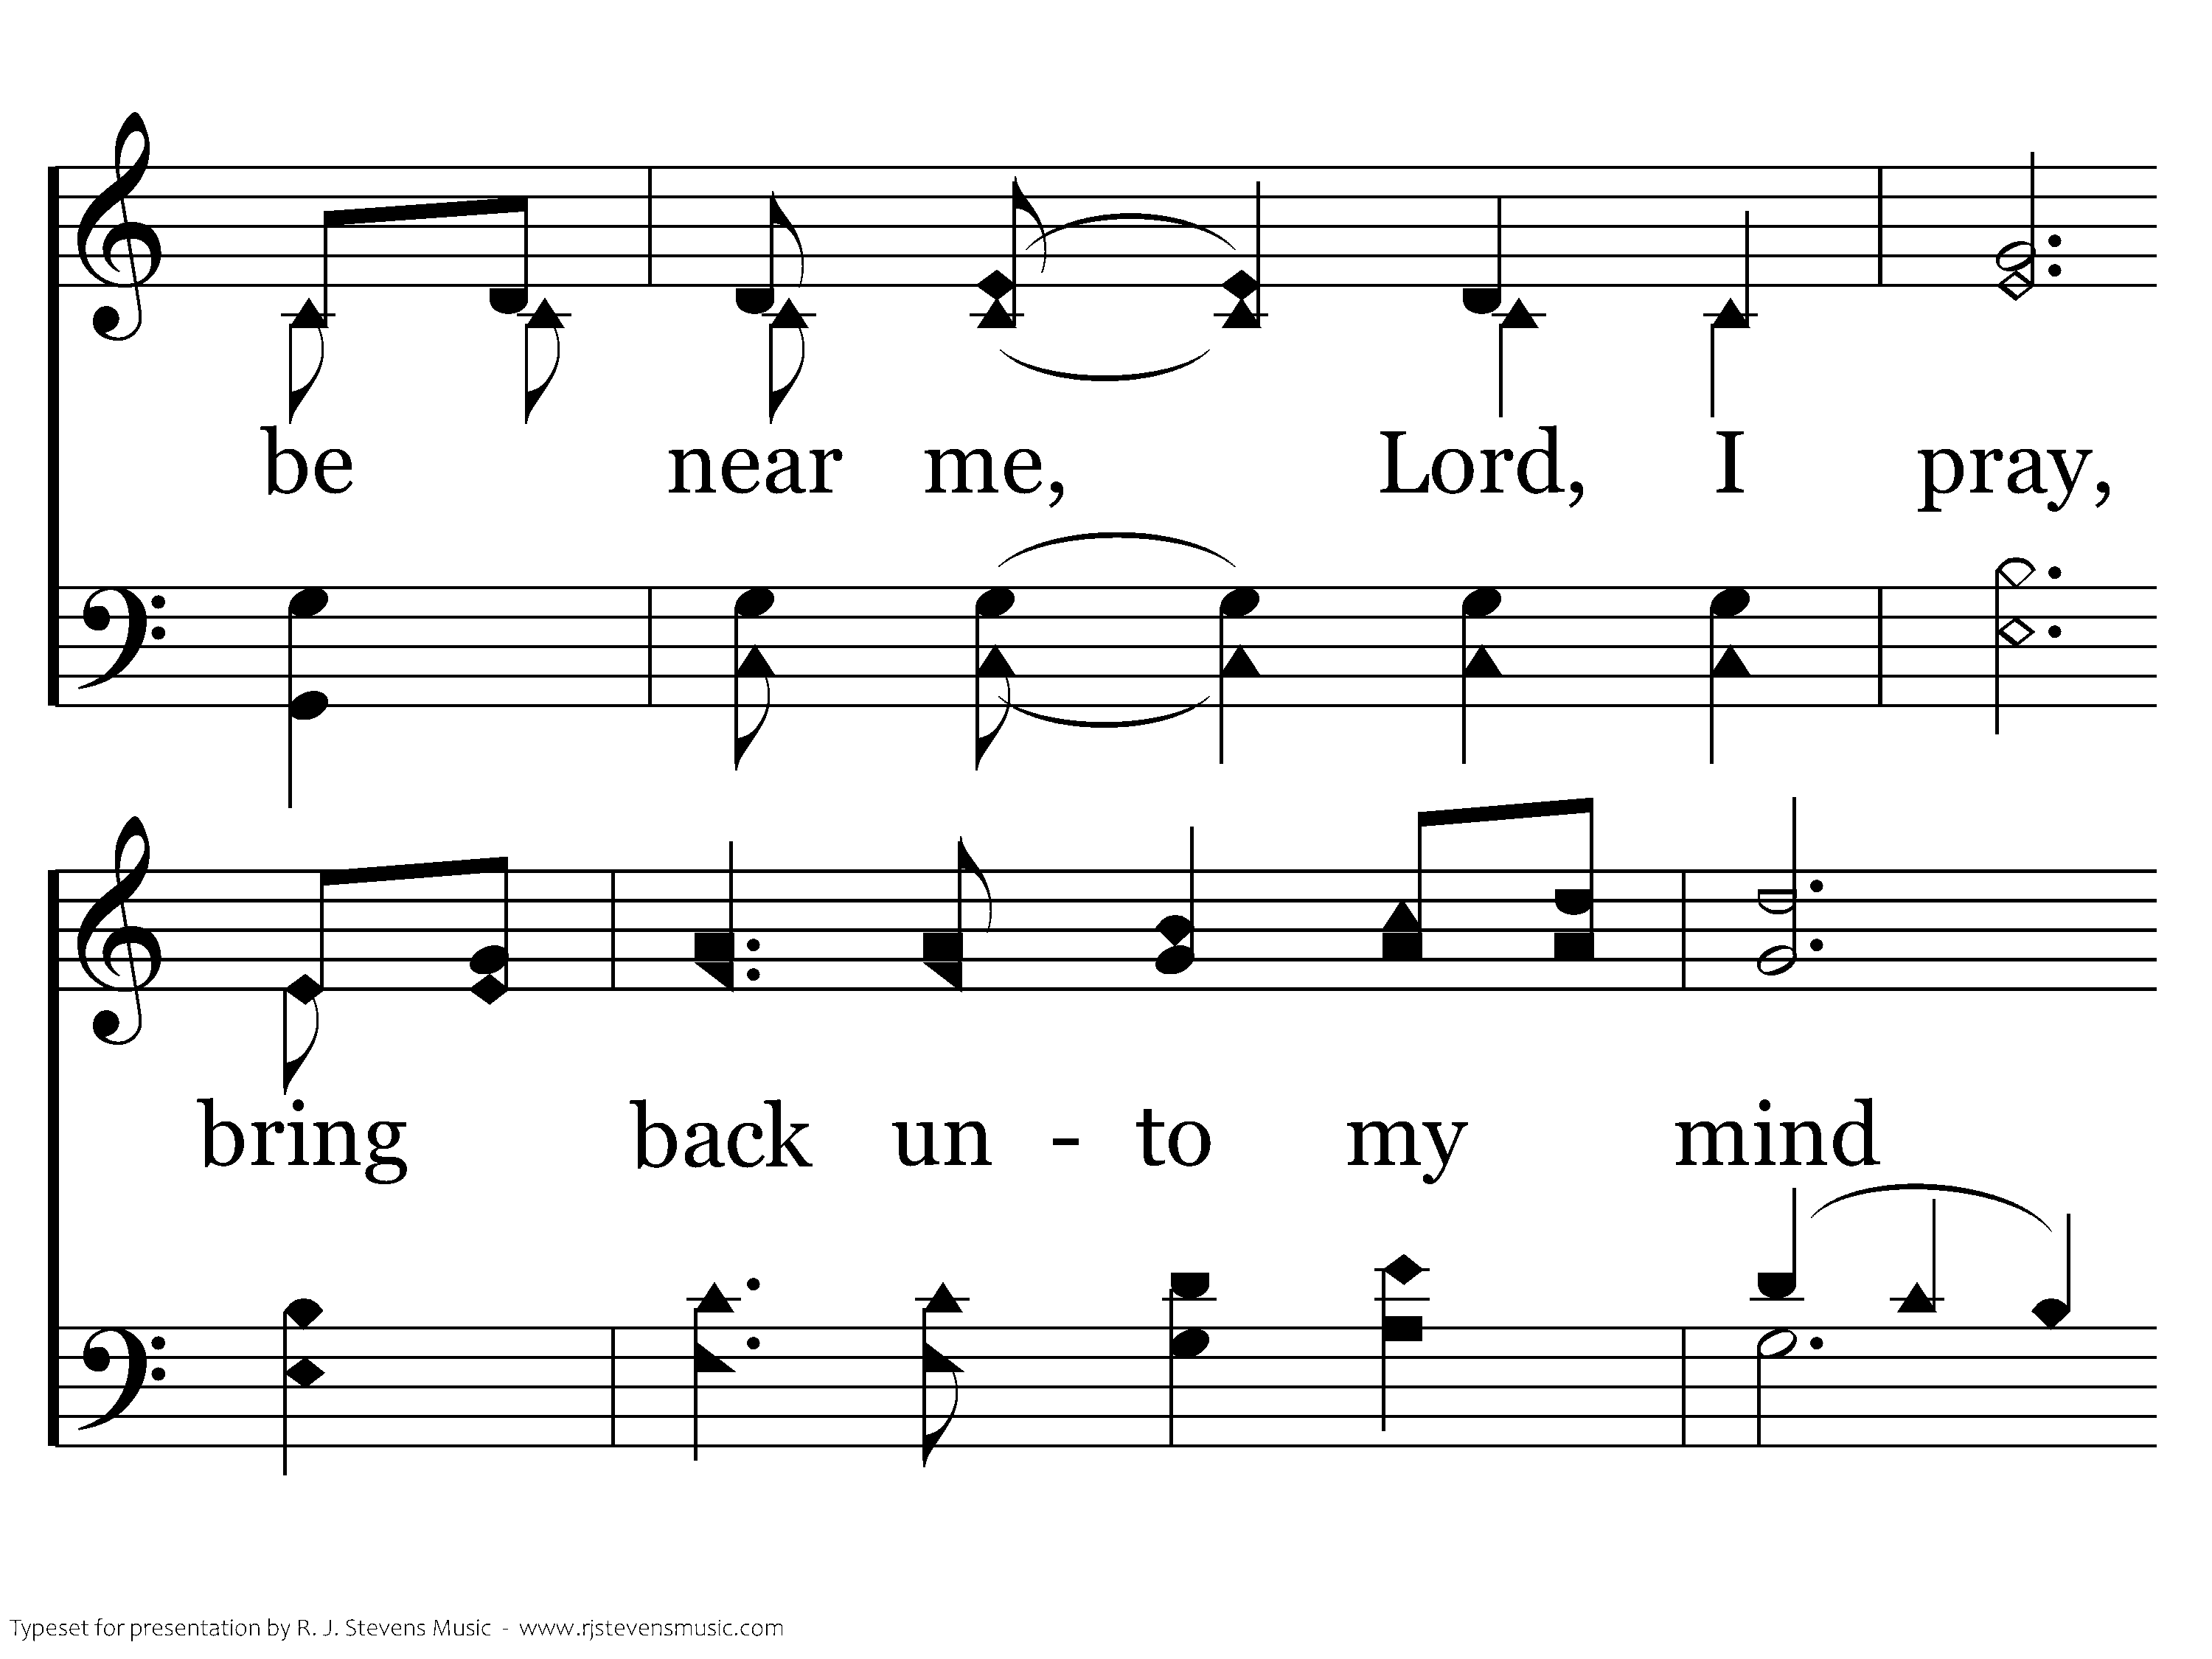 be near me, Lord, I pray,
bring back un - to my mind
Typeset for presentation by R. J. Stevens Music - www.rjstevensmusic.com